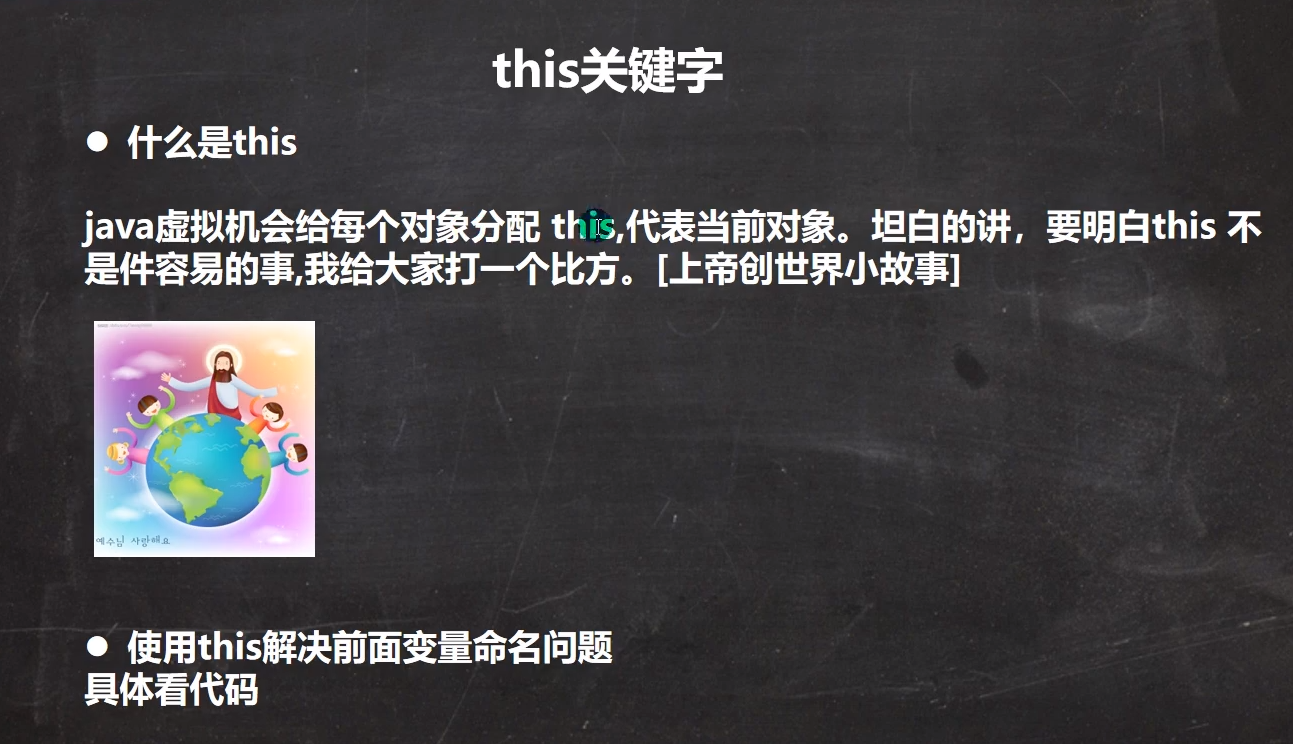 this关键字
● 什么是this
java虚拟机会给每个对象分配 this,代表当前对象。坦白的讲，要明白this 不
是件容易的事,我给大家打一个比方。[上帝创世界小故事]
예수님 사랑해요
● 使用this解决前面变量命名问题
具体看代码